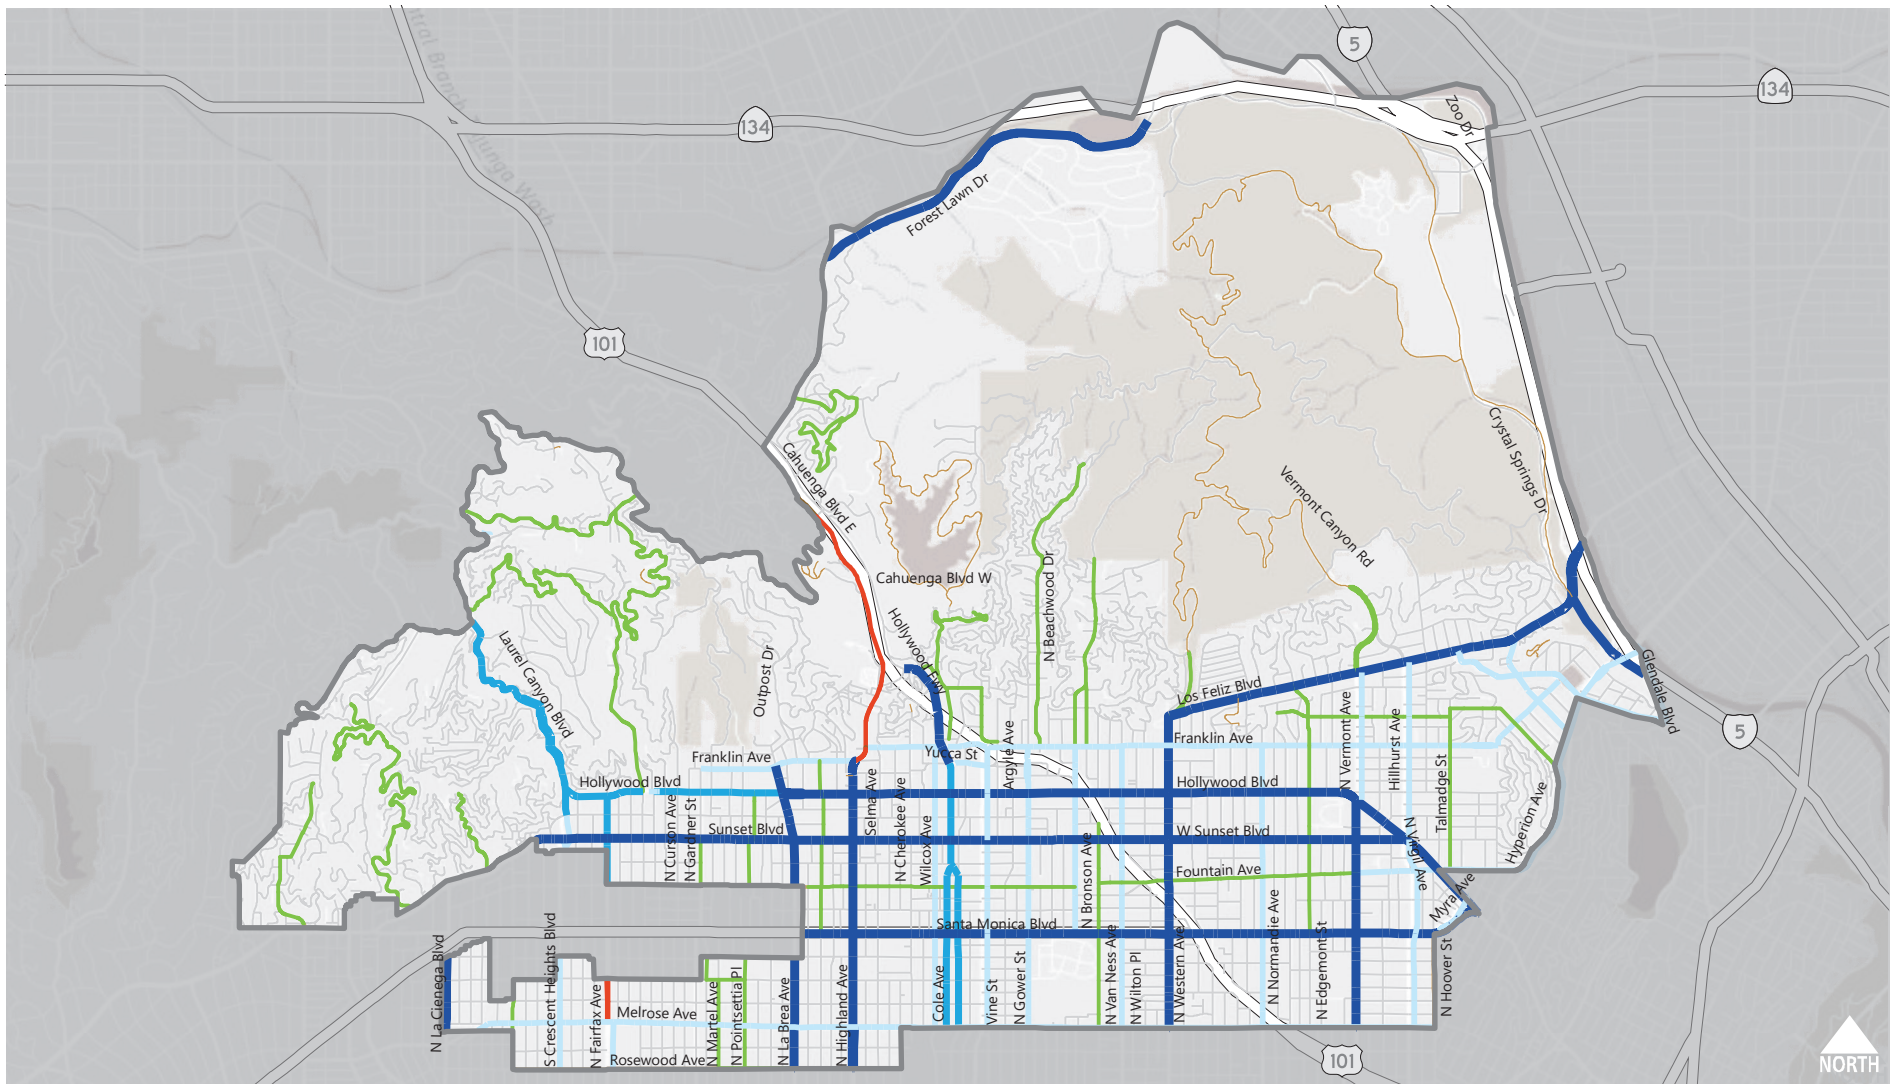 5
134
134
Zoo Dr
tral Branch
Tujunga Wash
Forest Lawn Dr
101
Crystal Springs Dr
Cahuenga Blvd E
Vermont Canyon Rd
Cahuenga Blvd W
N Beachwood Dr
Hollywood Fwy
Laurel Canyon Blvd
Outpost Dr
Los Feliz Blvd
Glendale Blvd
5
N Vermont Ave
Hillhurst Ave
Argyle Ave
Franklin Ave
Yucca St
Franklin Ave
Talmadge St
Hollywood Blvd
Hollywood Blvd
Hyperion Ave
N Curson Ave
N Gardner St
Selma Ave
N Cherokee Ave
Wilcox Ave
Sunset Blvd
W Sunset Blvd
N Virgil Ave
N Bronson Ave
Fountain Ave
Myra Ave
Santa Monica Blvd
N La Cienega Blvd
S Crescent Heights Blvd
N Fairfax Ave
Melrose Ave
Rosewood Ave
N Martel Ave
N Pointsettia Pl
N La Brea Ave
N Highland Ave
Cole Ave
Vine St
N Gower St
N Van Ness Ave
N Wilton Pl
N Western Ave
N Normandie Ave
N Edgemont St
N Hoover St
101
NORTH